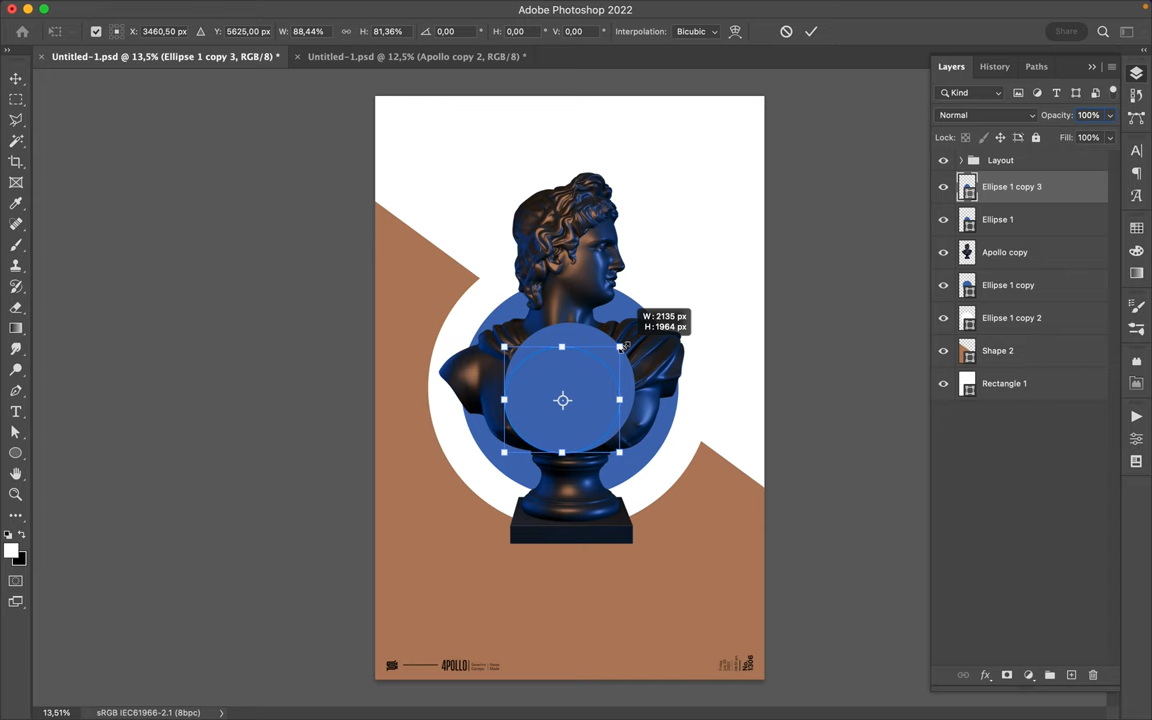 Adobe Photoshop 2022
X: 3460,50 px Y: 5625,00 px W: 88,44% H: 81,36% 0,00 ° H: 0,00 ° V: 0,00 ° Interpolation: Bicubic Share
× Untitled-1.psd @ 13,5% (Ellipse 1 copy 3, RGB/8) * × Untitled-1.psd @ 12,5% (Apollo copy 2, RGB/8) *
Layers History Paths
Kind
Normal Opacity: 100%
Lock: Fill: 100%
Layout
Ellipse 1 copy 3
Ellipse 1
Apollo copy
Ellipse 1 copy
Ellipse 1 copy 2
Shape 2
Rectangle 1
W: 2135 px
H: 1964 px
4POLLO
No. 1306
13,51% sRGB IEC61966-2.1 (8bpc)